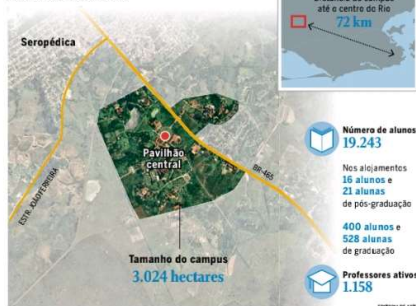 até o centro do Rio
72 km
Seropédica
Pavilhão
central
BR-465
ESTR. JOÃO FERREIRA
Tamanho do campus
3.024 hectares
Número de alunos
19.243
Nos alojamentos
16 alunos e
21 alunas
de pós-graduação
400 alunos e
528 alunas
de graduação
Professores ativos
1.158